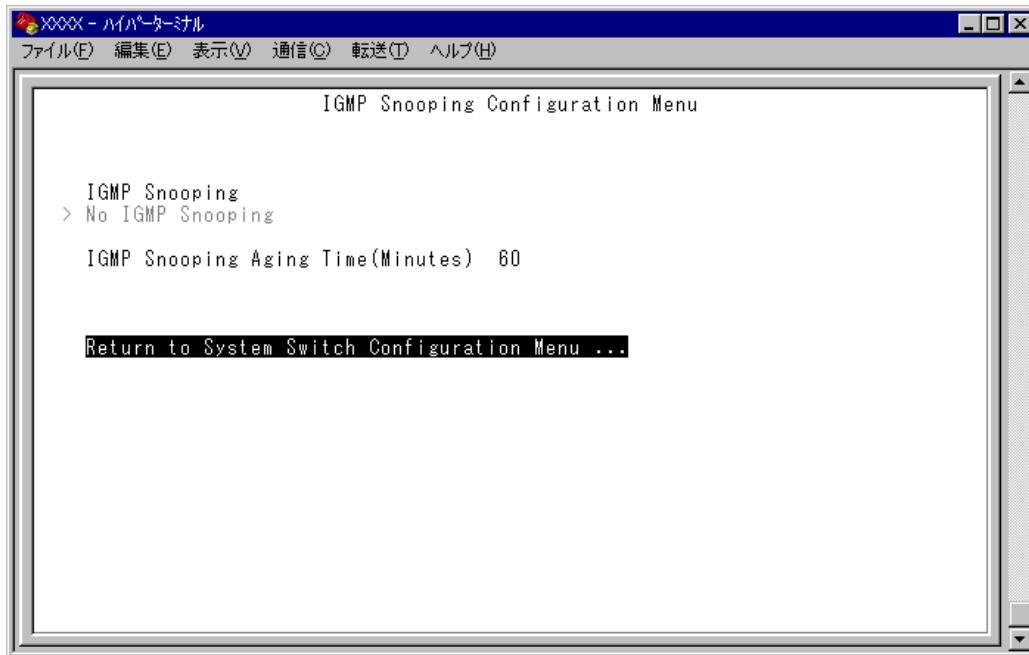 XXXX - ハイパーターミナル
ファイル(F) 編集(E) 表示(V) 通信(C) 転送(T) ヘルプ(H)
IGMP Snooping Configuration Menu
IGMP Snooping
> No IGMP Snooping
IGMP Snooping Aging Time(Minutes) 60
Return to System Switch Configuration Menu ...